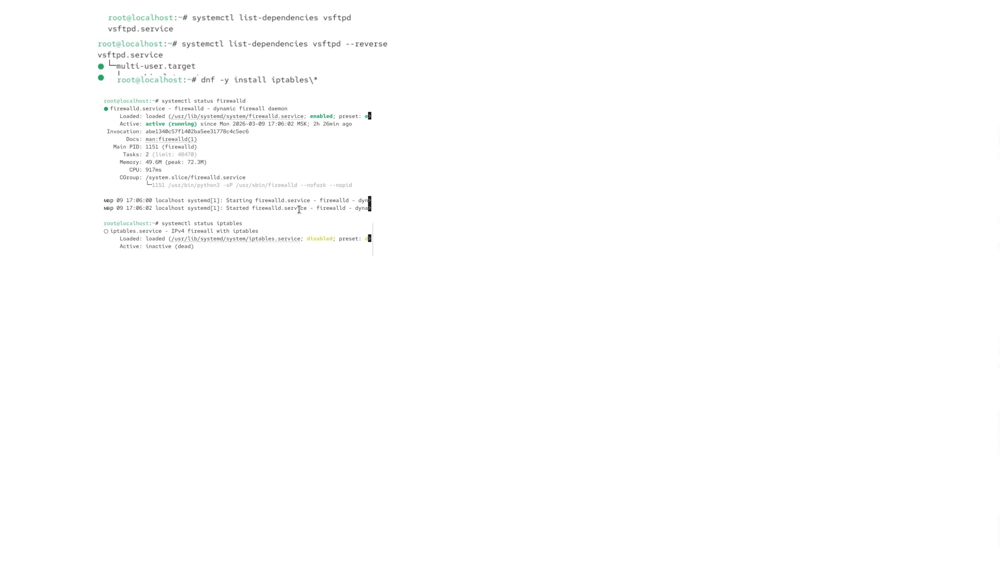 root@localhost:~# systemctl list-dependencies vsftpd
vsftpd.service
root@localhost:~# systemctl list-dependencies vsftpd --reverse
vsftpd.service
● └─multi-user.target
●
root@localhost:~# dnf -y install iptables\*
root@localhost:~# systemctl status firewalld
● firewalld.service - firewalld - dynamic firewall daemon
Loaded: loaded (/usr/lib/systemd/system/firewalld.service; enabled; preset: e>
Active: active (running) since Mon 2026-03-09 17:06:02 MSK; 2h 26min ago
Invocation: abe1340c57f1402ba5ee31778c4c5ec6
Docs: man:firewalld(1)
Main PID: 1151 (firewalld)
Tasks: 2 (limit: 48470)
Memory: 49.6M (peak: 72.3M)
CPU: 917ms
CGroup: /system.slice/firewalld.service
└─1151 /usr/bin/python3 -sP /usr/sbin/firewalld --nofork --nopid
мар 09 17:06:00 localhost systemd[1]: Starting firewalld.service - firewalld - dyn>
мар 09 17:06:02 localhost systemd[1]: Started firewalld.service - firewalld - dyna>
root@localhost:~# systemctl status iptables
○ iptables.service - IPv4 firewall with iptables
Loaded: loaded (/usr/lib/systemd/system/iptables.service; disabled; preset: d>
Active: inactive (dead)